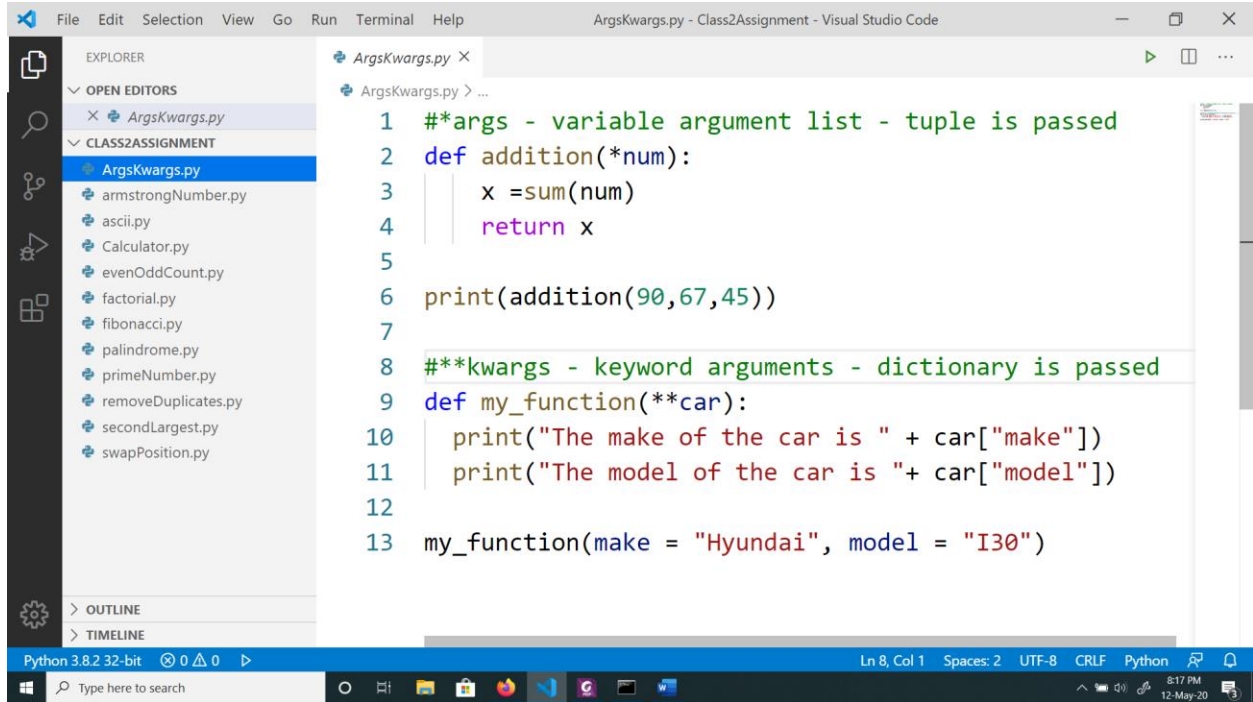 File Edit Selection View Go Run Terminal Help ArgsKwargs.py - Class2Assignment - Visual Studio Code
EXPLORER
OPEN EDITORS
ArgsKwargs.py
CLASS2ASSIGNMENT
ArgsKwargs.py
armstrongNumber.py
ascii.py
Calculator.py
evenOddCount.py
factorial.py
fibonacci.py
palindrome.py
primeNumber.py
removeDuplicates.py
secondLargest.py
swapPosition.py
OUTLINE
TIMELINE
ArgsKwargs.py
ArgsKwargs.py > ...
1 #*args - variable argument list - tuple is passed
2 def addition(*num):
3     x =sum(num)
4     return x
5
6 print(addition(90,67,45))
7
8 #**kwargs - keyword arguments - dictionary is passed
9 def my_function(**car):
10   print("The make of the car is " + car["make"])
11   print("The model of the car is "+ car["model"])
12
13 my_function(make = "Hyundai", model = "I30")
Python 3.8.2 32-bit 0 0 Ln 8, Col 1 Spaces: 2 UTF-8 CRLF Python
Type here to search
8:17 PM
12-May-20
3